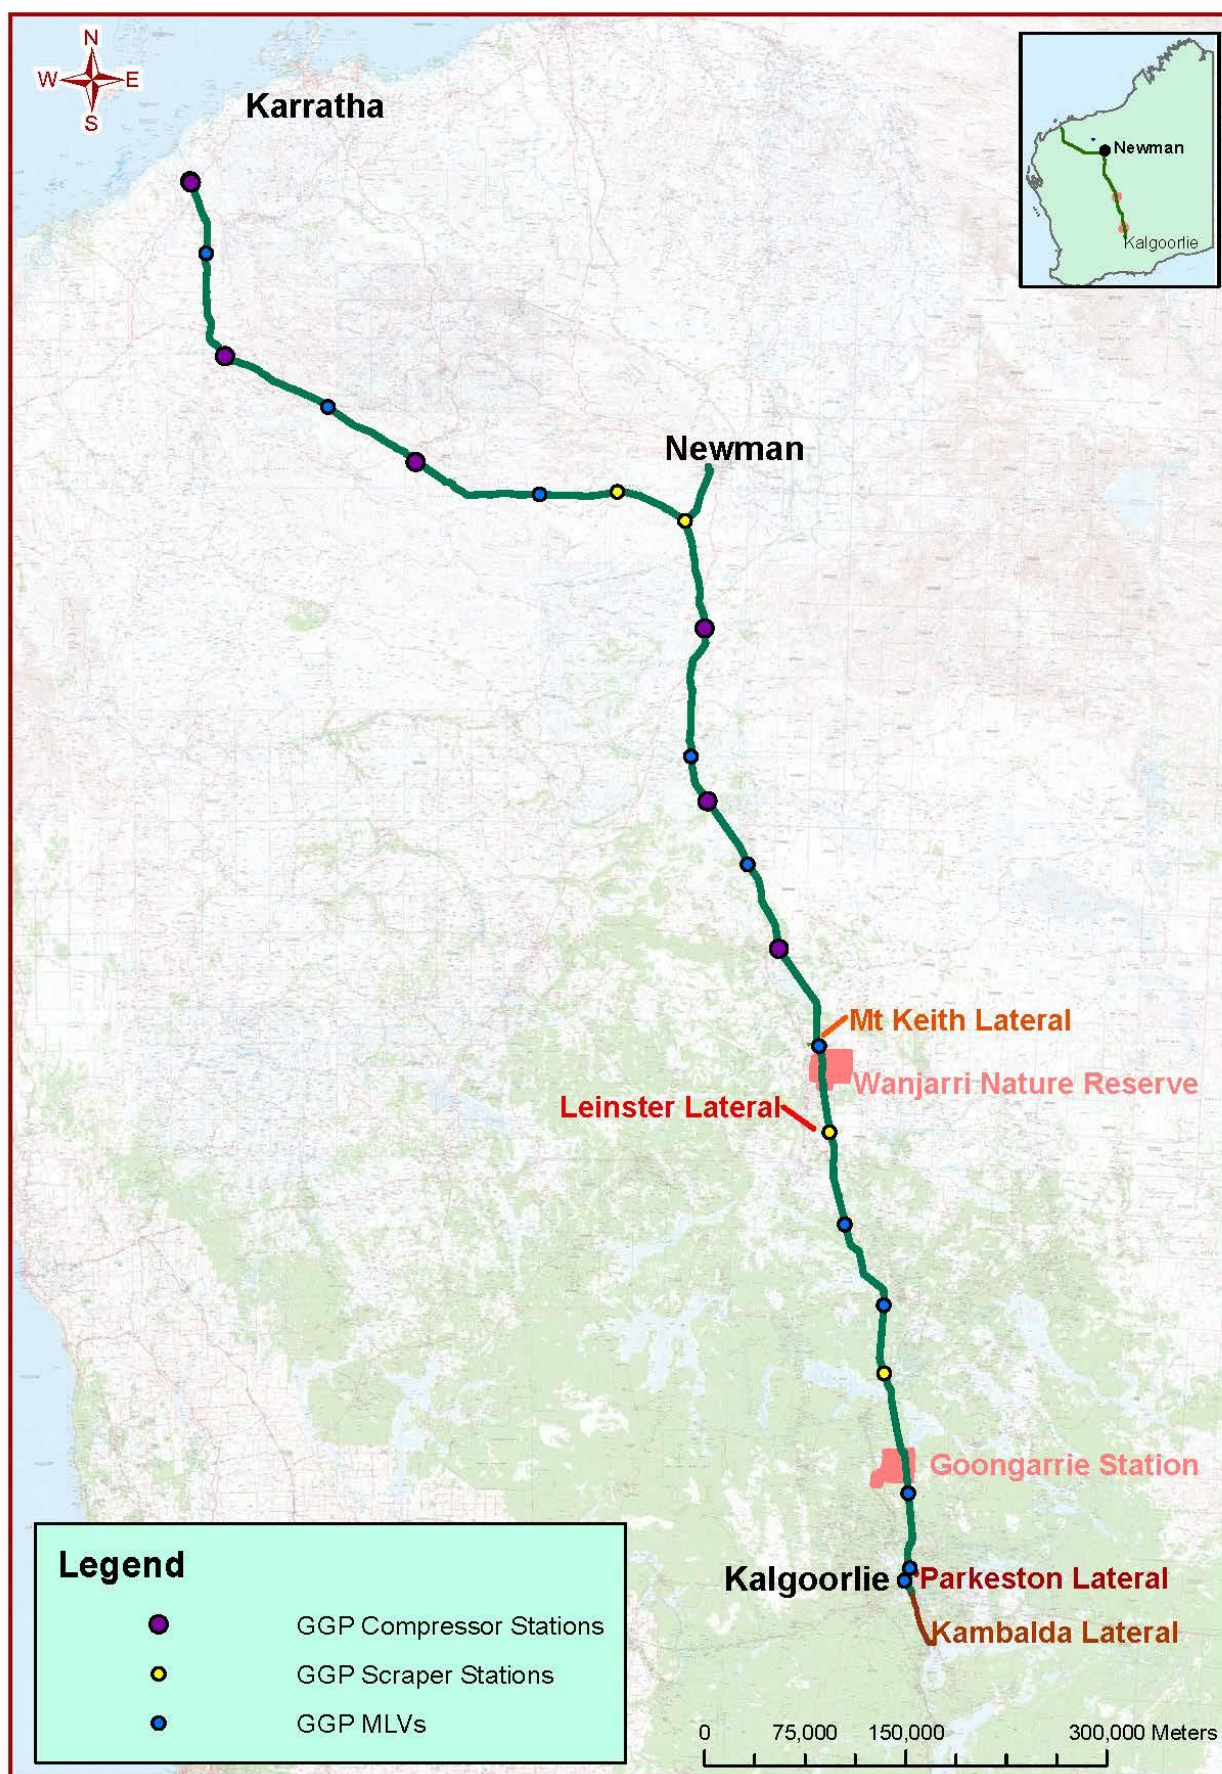 N
W E
S
Karratha
Newman
Kalgoorlie
Newman
Mt Keith Lateral
Wanjarri Nature Reserve
Leinster Lateral
Goongarrie Station
Kalgoorlie
Parkeston Lateral
Kambalda Lateral
Legend
GGP Compressor Stations
GGP Scraper Stations
GGP MLVs
0 75,000 150,000 300,000 Meters